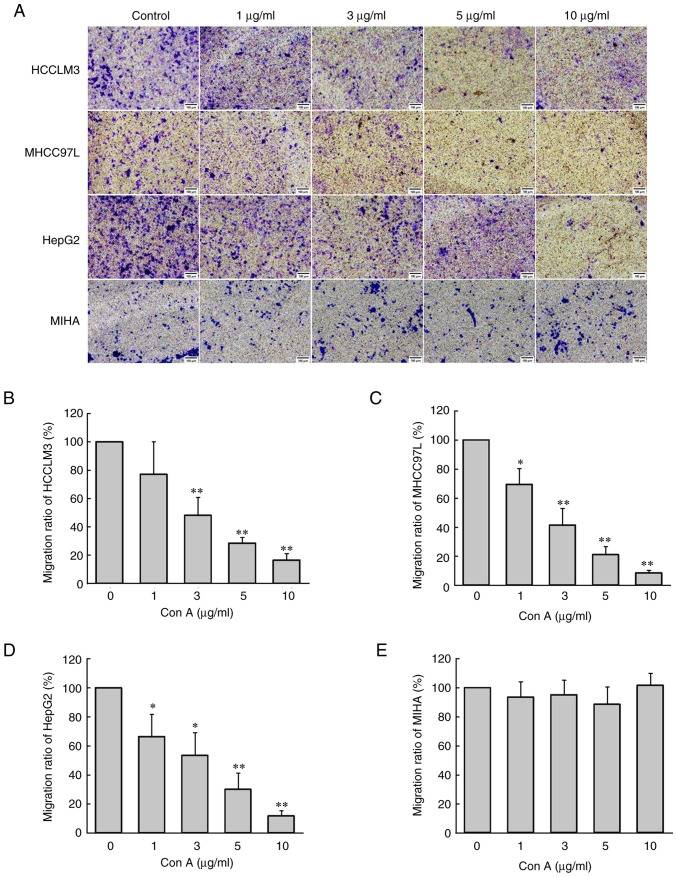 A
Control 1 μg/ml 3 μg/ml 5 μg/ml 10 μg/ml
HCCLM3
MHCC97L
HepG2
MIHA
B
Migration ratio of HCCLM3 (%)
120
100
80
60
40
20
0
** ** **
0 1 3 5 10
Con A (μg/ml)
C
Migration ratio of MHCC97L (%)
120
100
80
60
40
20
0
* ** ** **
0 1 3 5 10
Con A (μg/ml)
D
Migration ratio of HepG2 (%)
120
100
80
60
40
20
0
* * ** **
0 1 3 5 10
Con A (μg/ml)
E
Migration ratio of MIHA (%)
120
100
80
60
40
20
0
0 1 3 5 10
Con A (μg/ml)